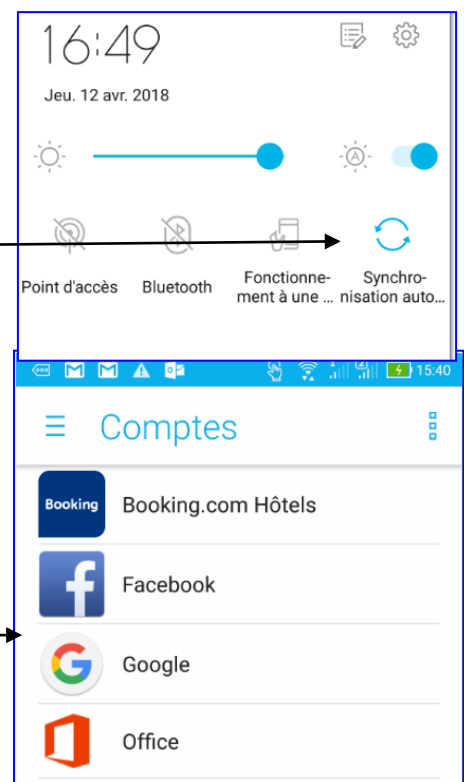 16:49
Jeu. 12 avr. 2018
Point d'accès
Bluetooth
Fonctionne-
ment à une ...
Synchro-
nisation auto...
15:40
Comptes
Booking
Booking.com Hôtels
Facebook
Google
Office